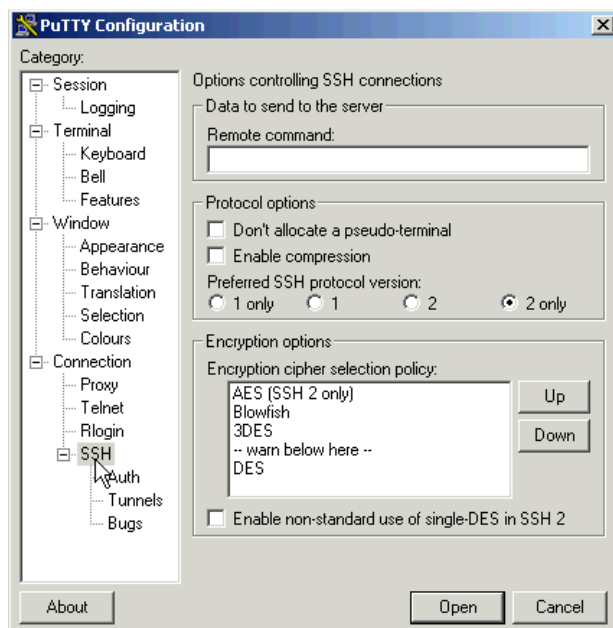 PuTTY Configuration
Category:
Session
Logging
Terminal
Keyboard
Bell
Features
Window
Appearance
Behaviour
Translation
Selection
Colours
Connection
Proxy
Telnet
Rlogin
SSH
Auth
Tunnels
Bugs
Options controlling SSH connections
Data to send to the server
Remote command:
Protocol options
Don't allocate a pseudo-terminal
Enable compression
Preferred SSH protocol version:
1 only 1 2 2 only
Encryption options
Encryption cipher selection policy:
AES (SSH 2 only)
Blowfish
3DES
-- warn below here --
DES
Up
Down
Enable non-standard use of single-DES in SSH 2
About Open Cancel